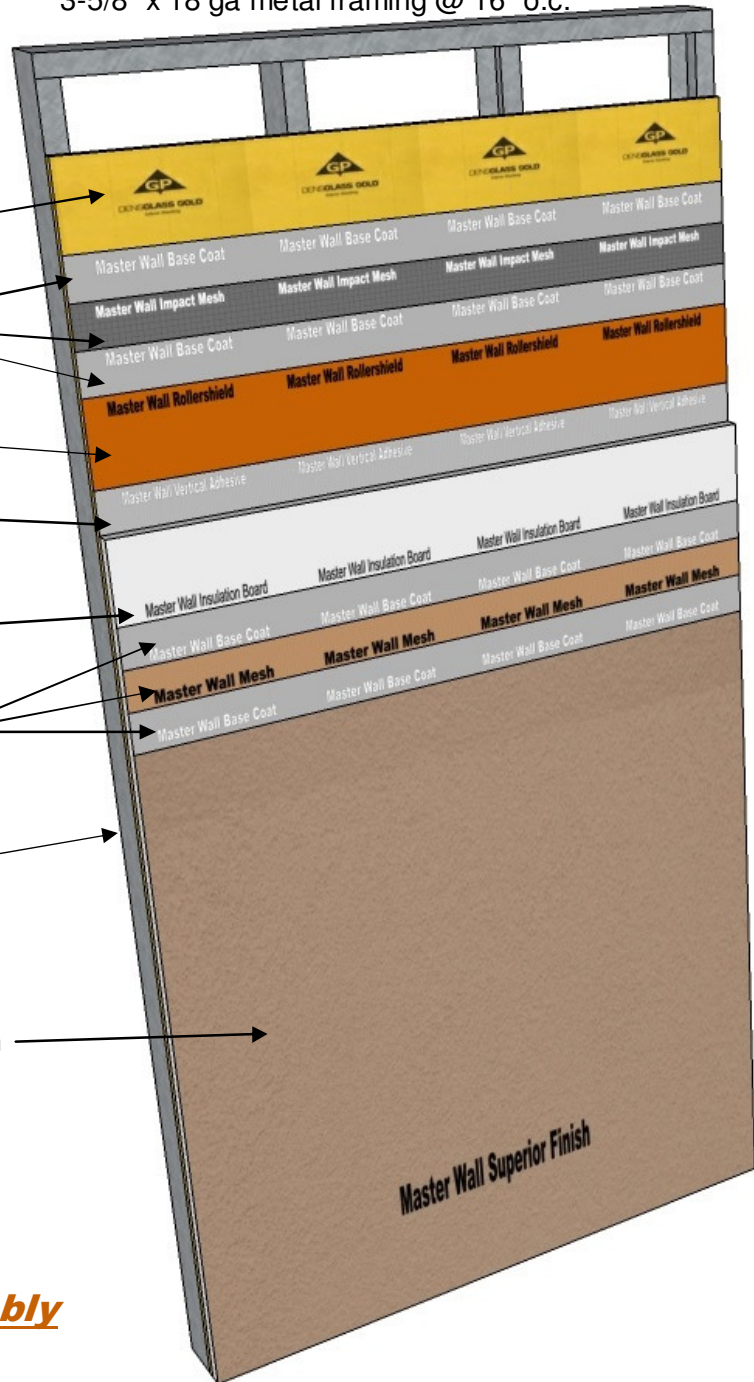 3-5/8" x 18 ga metal framing @ 16" o.c.
GP GP GP GP
DENSGLASS GOLD DENSGLASS GOLD DENSGLASS GOLD DENSGLASS GOLD
Exterior Sheathing
Master Wall Base Coat Master Wall Base Coat Master Wall Base Coat Master Wall Base Coat
Master Wall Impact Mesh Master Wall Impact Mesh Master Wall Impact Mesh Master Wall Impact Mesh
Master Wall Base Coat Master Wall Base Coat Master Wall Base Coat Master Wall Base Coat
Master Wall Rollershield Master Wall Rollershield Master Wall Rollershield Master Wall Rollershield
Master Wall Vertical Adhesive Master Wall Vertical Adhesive Master Wall Vertical Adhesive Master Wall Vertical Adhesive
Master Wall Insulation Board Master Wall Insulation Board Master Wall Insulation Board Master Wall Insulation Board
Master Wall Base Coat Master Wall Base Coat Master Wall Base Coat Master Wall Base Coat
Master Wall Mesh Master Wall Mesh Master Wall Mesh Master Wall Mesh
Master Wall Base Coat Master Wall Base Coat Master Wall Base Coat Master Wall Base Coat
Master Wall Superior Finish
bly